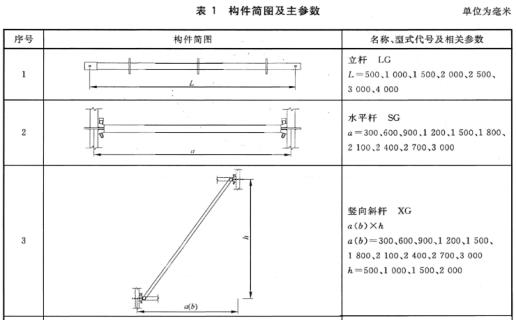 表 1 构件简图及主参数
单位为毫米
序号 构件简图 名称、型式代号及相关参数
1
L
立杆 LG
L=500、1 000、1 500、2 000、2 500、
3 000、4 000
2
a
水平杆 SG
a=300、600、900、1 200、1 500、1 800、
2 100、2 400、2 700、3 000
3
h
a(b)
竖向斜杆 XG
a(b)×h
a(b)=300、600、900、1 200、1 500、
1 800、2 100、2 400、2 700、3 000
h=500、1 000、1 500、2 000